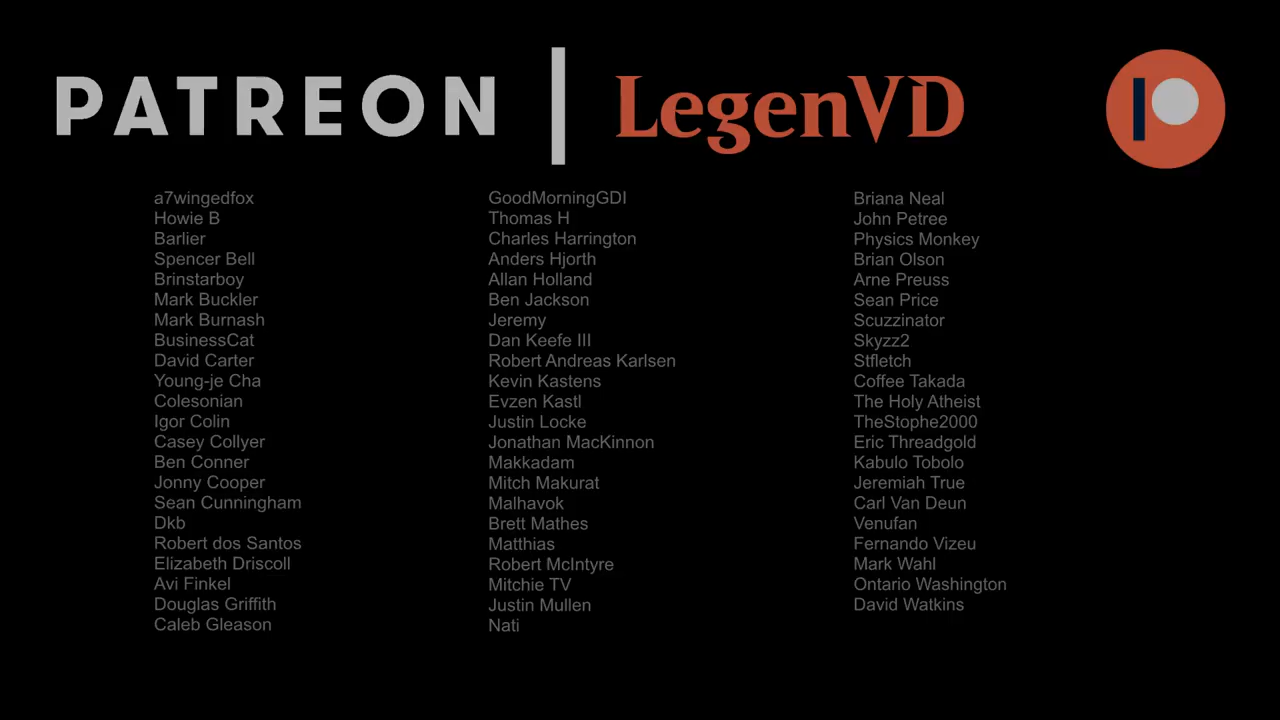 PATREON | LegenVD
a7wingedfox
Howie B
Barlier
Spencer Bell
Brinstarboy
Mark Buckler
Mark Burnash
BusinessCat
David Carter
Young-je Cha
Colesonian
Igor Colin
Casey Collyer
Ben Conner
Jonny Cooper
Sean Cunningham
Dkb
Robert dos Santos
Elizabeth Driscoll
Avi Finkel
Douglas Griffith
Caleb Gleason
GoodMorningGDI
Thomas H
Charles Harrington
Anders Hjorth
Allan Holland
Ben Jackson
Jeremy
Dan Keefe III
Robert Andreas Karlsen
Kevin Kastens
Evzen Kastl
Justin Locke
Jonathan MacKinnon
Makkadam
Mitch Makurat
Malhavok
Brett Mathes
Matthias
Robert McIntyre
Mitchie TV
Justin Mullen
Nati
Briana Neal
John Petree
Physics Monkey
Brian Olson
Arne Preuss
Sean Price
Scuzzinator
Skyzz2
Stfletch
Coffee Takada
The Holy Atheist
TheStophe2000
Eric Threadgold
Kabulo Tobolo
Jeremiah True
Carl Van Deun
Venufan
Fernando Vizeu
Mark Wahl
Ontario Washington
David Watkins